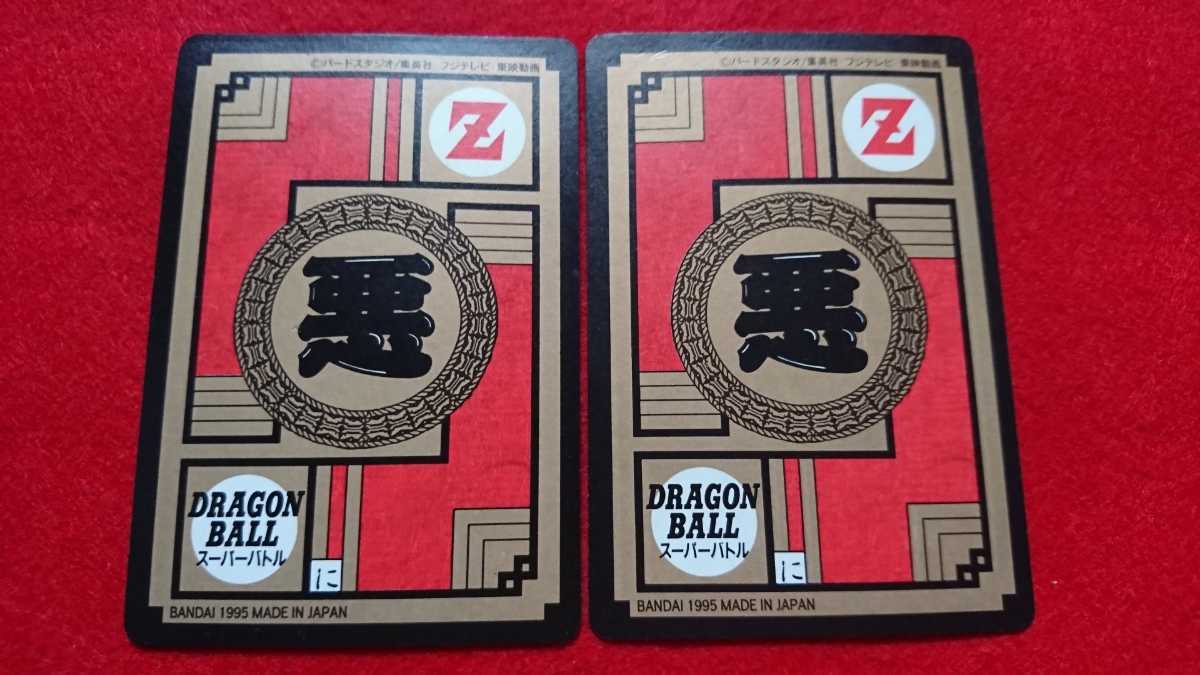 ©バードスタジオ/集英社 フジテレビ 東映動画
Z
悪
DRAGON
BALL
スーパーバトル
に
BANDAI 1995 MADE IN JAPAN
©バードスタジオ/集英社 フジテレビ 東映動画
Z
悪
DRAGON
BALL
スーパーバトル
に
BANDAI 1995 MADE IN JAPAN